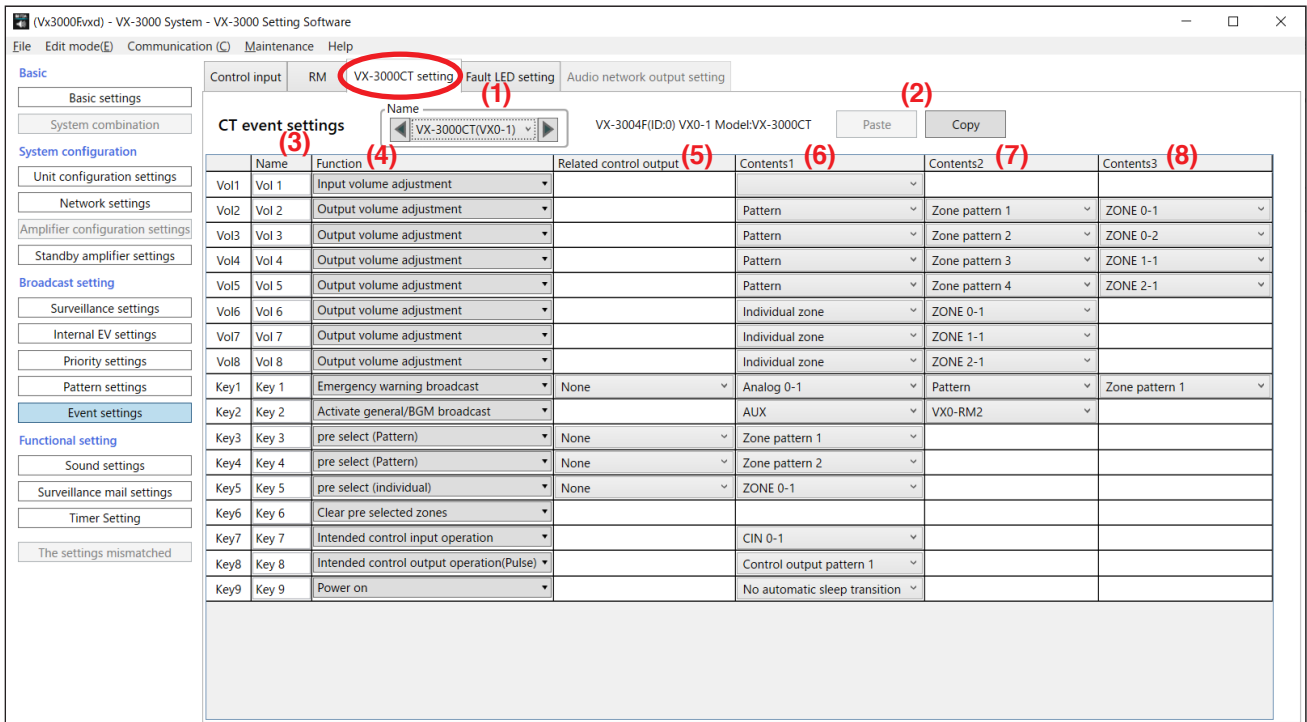 (Vx3000F.vxd) - VX-3000 System - VX-3000 Setting Software
File Edit mode(E) Communication (C) Maintenance Help
Basic
Basic settings
System combination
System configuration
Unit configuration settings
Network settings
Amplifier configuration settings
Standby amplifier settings
Broadcast setting
Surveillance settings
Internal EV settings
Priority settings
Pattern settings
Event settings
Functional setting
Sound settings
Surveillance mail settings
Timer Setting
The settings mismatched
Control input RM VX-3000CT setting Fault LED setting Audio network output setting
(1) (2)
CT event settings Name VX-3000CT(VX0-1) VX-3004F(ID:0) VX0-1 Model:VX-3000CT Paste Copy
(3) (4) (5) (6) (7) (8)
Name Function Related control output Contents1 Contents2 Contents3
Vol1 Vol 1 Input volume adjustment
Vol2 Vol 2 Output volume adjustment Pattern Zone pattern 1 ZONE 0-1
Vol3 Vol 3 Output volume adjustment Pattern Zone pattern 2 ZONE 0-2
Vol4 Vol 4 Output volume adjustment Pattern Zone pattern 3 ZONE 1-1
Vol5 Vol 5 Output volume adjustment Pattern Zone pattern 4 ZONE 2-1
Vol6 Vol 6 Output volume adjustment Individual zone ZONE 0-1
Vol7 Vol 7 Output volume adjustment Individual zone ZONE 1-1
Vol8 Vol 8 Output volume adjustment Individual zone ZONE 2-1
Key1 Key 1 Emergency warning broadcast None Analog 0-1 Pattern Zone pattern 1
Key2 Key 2 Activate general/BGM broadcast AUX VX0-RM2
Key3 Key 3 pre select (Pattern) None Zone pattern 1
Key4 Key 4 pre select (Pattern) None Zone pattern 2
Key5 Key 5 pre select (individual) None ZONE 0-1
Key6 Key 6 Clear pre selected zones
Key7 Key 7 Intended control input operation CIN 0-1
Key8 Key 8 Intended control output operation(Pulse) Control output pattern 1
Key9 Key 9 Power on No automatic sleep transition